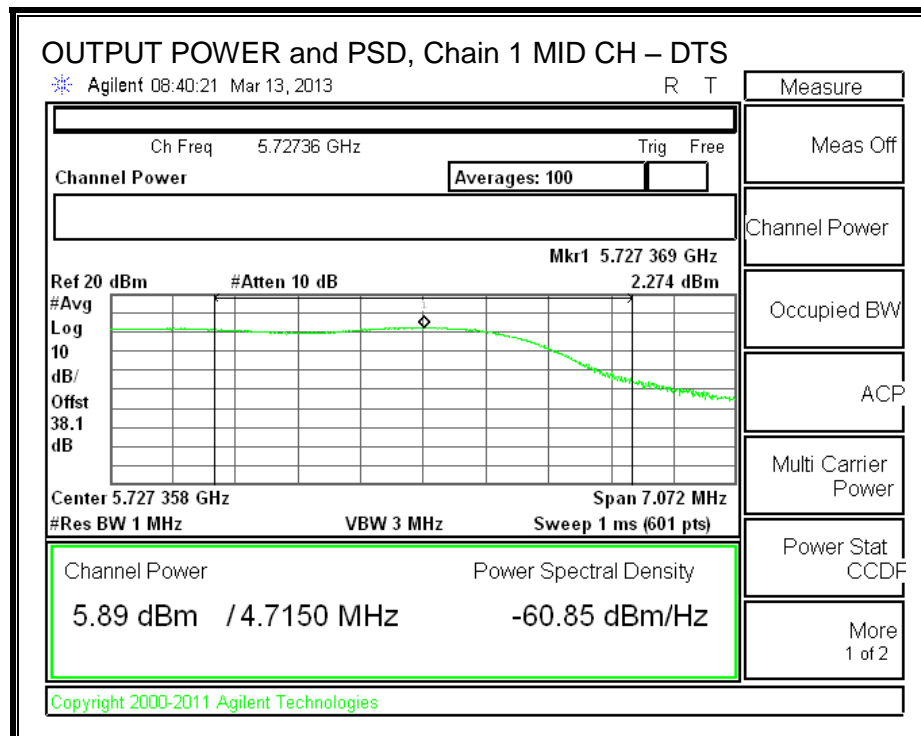 OUTPUT POWER and PSD, Chain 1 MID CH – DTS
Agilent 08:40:21 Mar 13, 2013 R T
Measure
Ch Freq 5.72736 GHz Trig Free
Meas Off
Channel Power Averages: 100
Channel Power
Mkr1 5.727 369 GHz
Ref 20 dBm #Atten 10 dB 2.274 dBm
#Avg
Log
10
dB/
Offst
38.1
dB
1
Occupied BW
ACP
Multi Carrier
Power
Center 5.727 358 GHz Span 7.072 MHz
#Res BW 1 MHz VBW 3 MHz Sweep 1 ms (601 pts)
Power Stat
CCDF
Channel Power Power Spectral Density
5.89 dBm / 4.7150 MHz -60.85 dBm/Hz
More
1 of 2
Copyright 2000-2011 Agilent Technologies